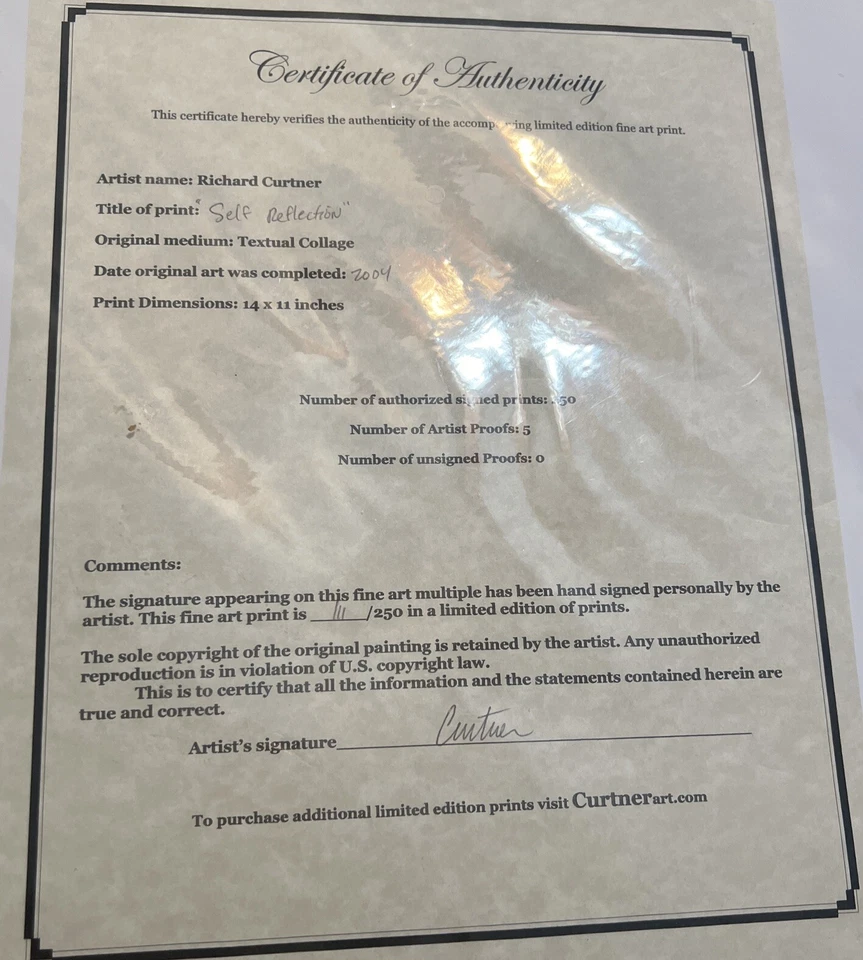 Certificate of Authenticity
This certificate hereby verifies the authenticity of the limited edition fine art print.
Artist name: Richard Curtner
Title of print: "Self Reflection"
Original medium: Textual Collage
Date original art was completed: 2004
Print Dimensions: 14 x 11 inches
Number of authorized signed prints:
Number of Artist Proofs: 5
Number of unsigned Proofs: 0
Comments:
The signature appearing on this fine art multiple has been hand signed personally by the
artist. This fine art print is 111 /250 in a limited edition of prints.
The sole copyright of the original painting is retained by the artist. Any unauthorized
reproduction is in violation of U.S. copyright law.
This is to certify that all the information and the statements contained herein are
true and correct.
Artist's signature Curtner
To purchase additional limited edition prints visit Curtnerart.com